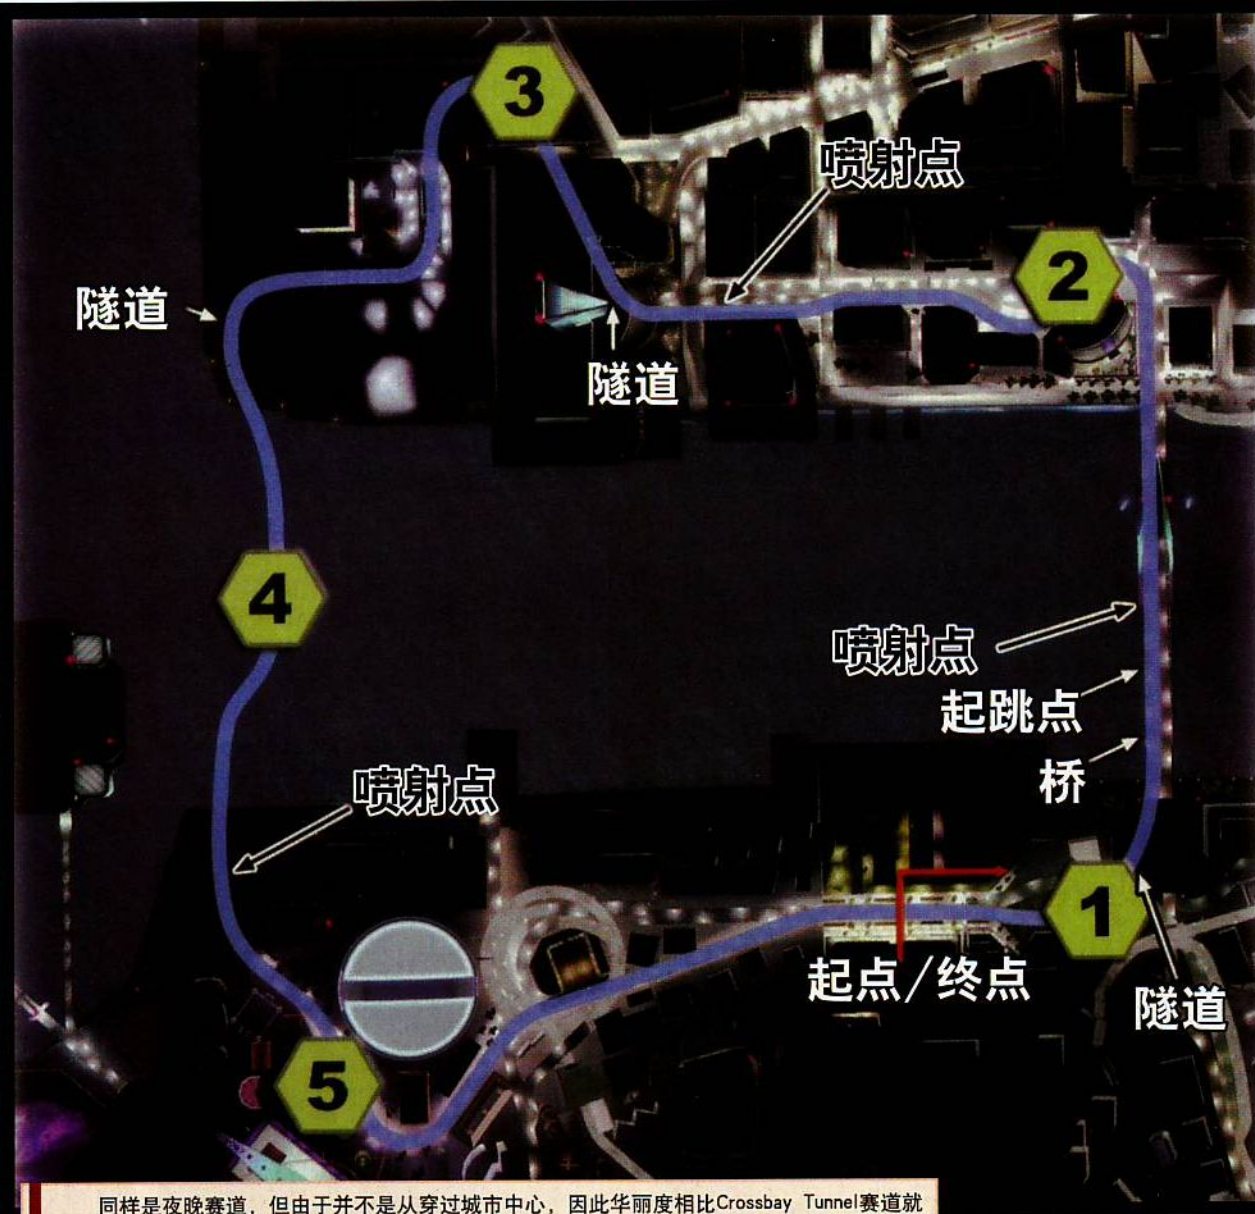 3
喷射点
2
隧道
隧道
4
喷射点
起跳点
桥
喷射点
1
起点/终点
隧道
5
同样是夜晚赛道，但由于并不是从穿过城市中心，因此华丽度相比Crossbay Tunnel赛道就